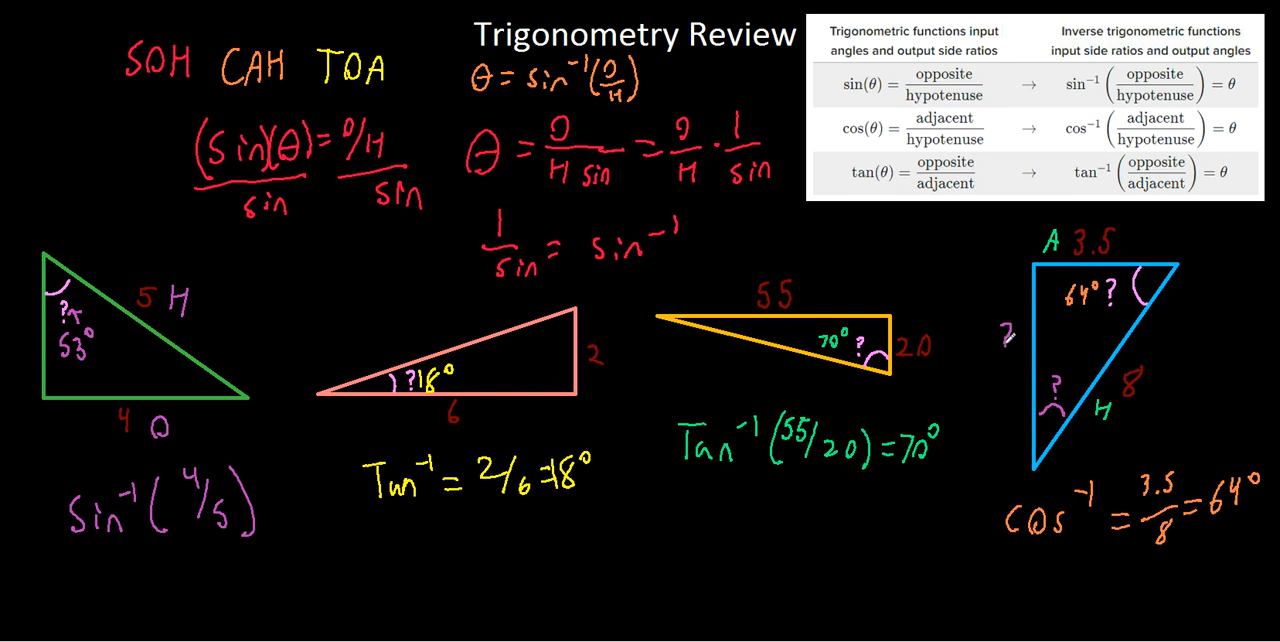 Trigonometry Review
SOH CAH TOA
θ = sin⁻¹(O/H)
(sin)(θ) = O/H
sin sin
θ = O/H sin = O/H · 1/sin
1/sin = sin⁻¹
Trigonometric functions input angles and output side ratios
Inverse trigonometric functions input side ratios and output angles
sin(θ) = opposite/hypotenuse → sin⁻¹(opposite/hypotenuse) = θ
cos(θ) = adjacent/hypotenuse → cos⁻¹(adjacent/hypotenuse) = θ
tan(θ) = opposite/adjacent → tan⁻¹(opposite/adjacent) = θ
5 H
?
53°
4 O
Sin⁻¹(4/5)
2
? 18°
6
Tan⁻¹ = 2/6 = 18°
55
70° ? 20
Tan⁻¹(55/20) = 70°
A 3.5
64° ?
?
? 8
H
cos⁻¹ = 3.5/8 = 64°